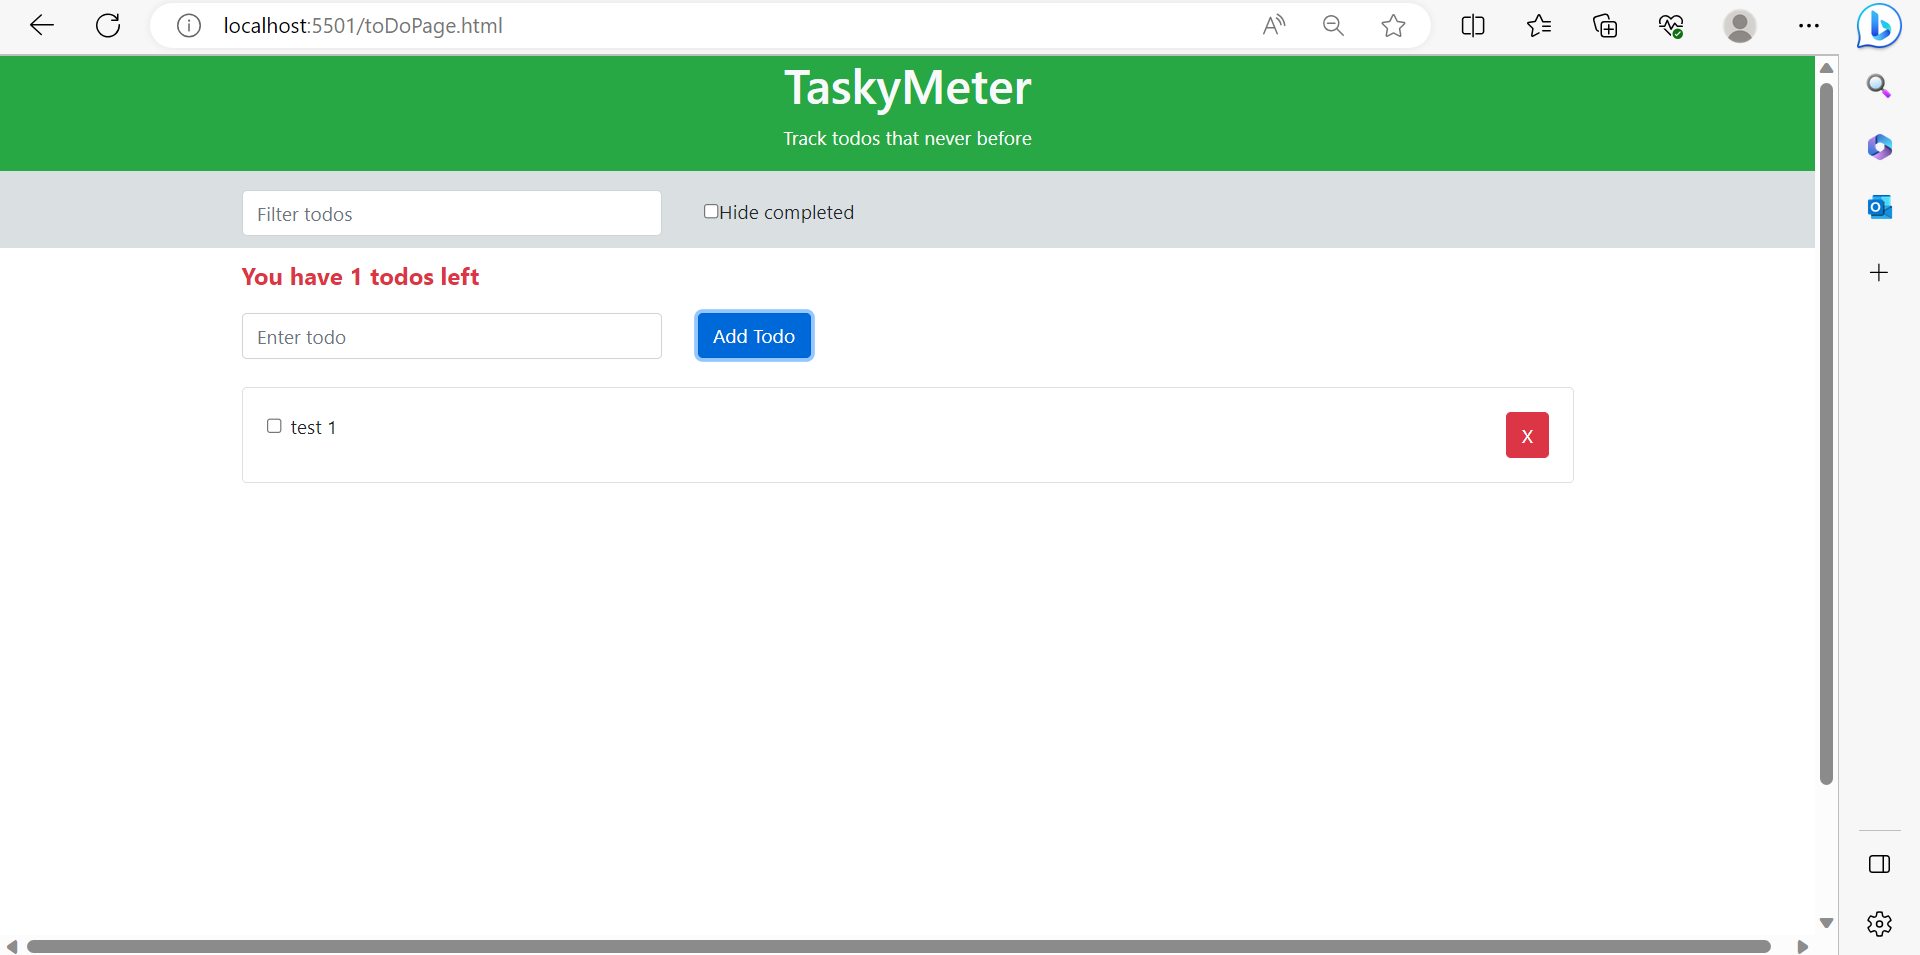 localhost:5501/toDoPage.html
TaskyMeter
Track todos that never before
Filter todos
Hide completed
You have 1 todos left
Enter todo
Add Todo
test 1
X